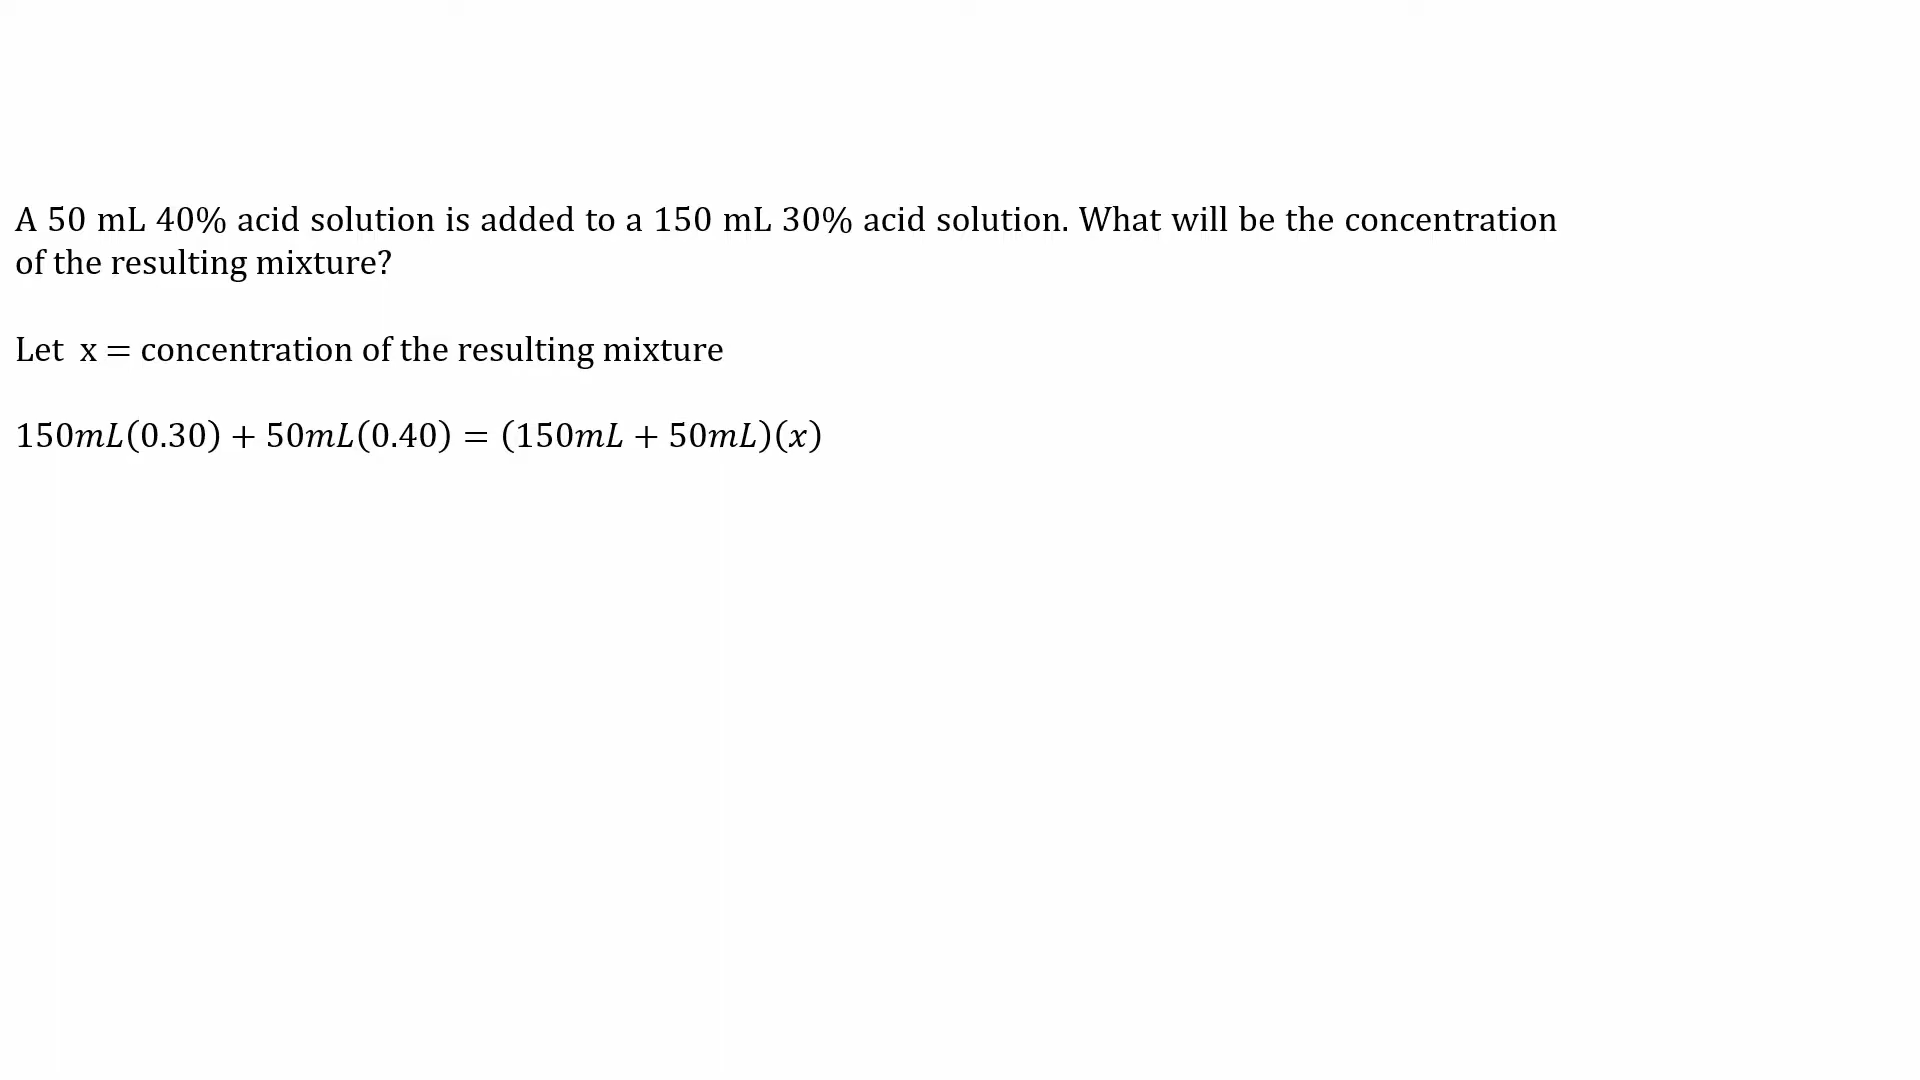 A 50 mL 40% acid solution is added to a 150 mL 30% acid solution. What will be the concentration
of the resulting mixture?
Let x = concentration of the resulting mixture
150mL(0.30) + 50mL(0.40) = (150mL + 50mL)(x)